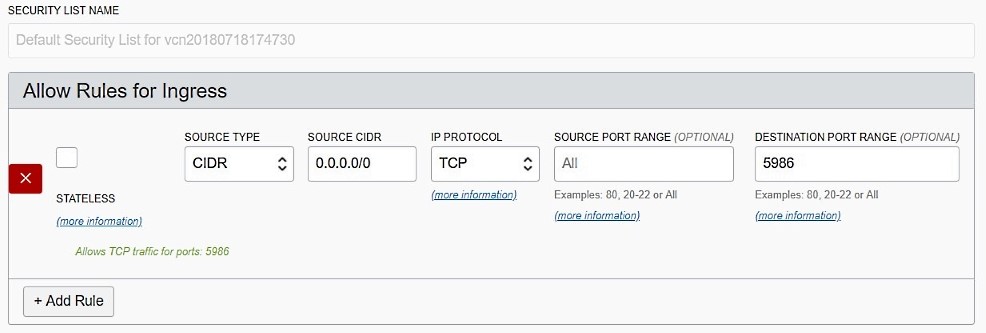 SECURITY LIST NAME
Default Security List for vcn20180718174730
Allow Rules for Ingress
SOURCE TYPE SOURCE CIDR IP PROTOCOL SOURCE PORT RANGE (OPTIONAL) DESTINATION PORT RANGE (OPTIONAL)
CIDR 0.0.0.0/0 TCP All 5986
STATELESS (more information) Examples: 80, 20-22 or All Examples: 80, 20-22 or All
(more information) (more information) (more information)
Allows TCP traffic for ports: 5986
+ Add Rule